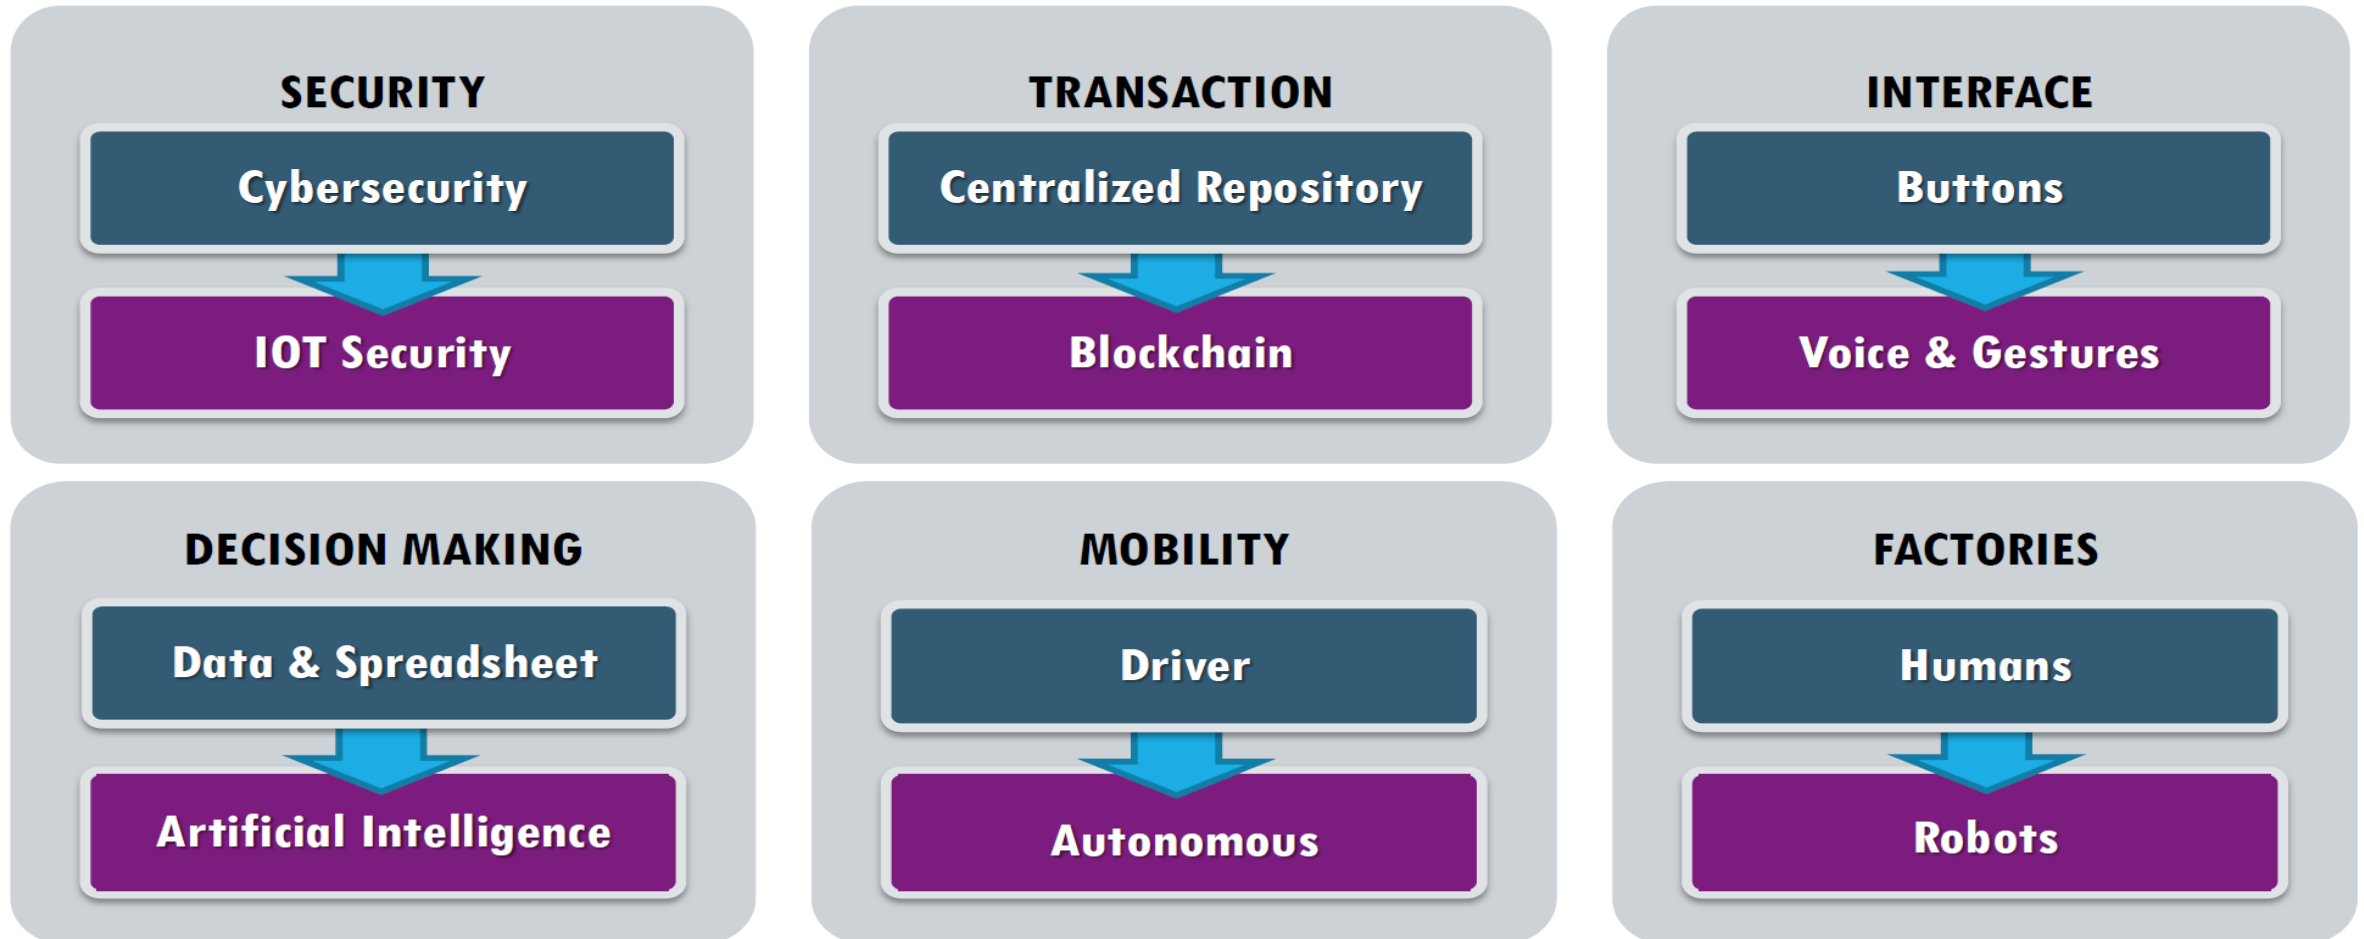 SECURITY
Cybersecurity
IOT Security
TRANSACTION
Centralized Repository
Blockchain
INTERFACE
Buttons
Voice & Gestures
DECISION MAKING
Data & Spreadsheet
Artificial Intelligence
MOBILITY
Driver
Autonomous
FACTORIES
Humans
Robots